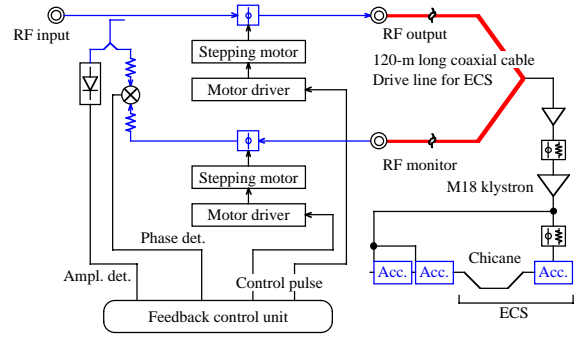 RF input
RF output
120-m long coaxial cable
Drive line for ECS
Stepping motor
Motor driver
ϕ
ϕ
RF monitor
Stepping motor
Motor driver
ϕ
M18 klystron
ϕ
Phase det.
Ampl. det.
Control pulse
Chicane
Acc.
Acc.
Acc.
ECS
Feedback control unit